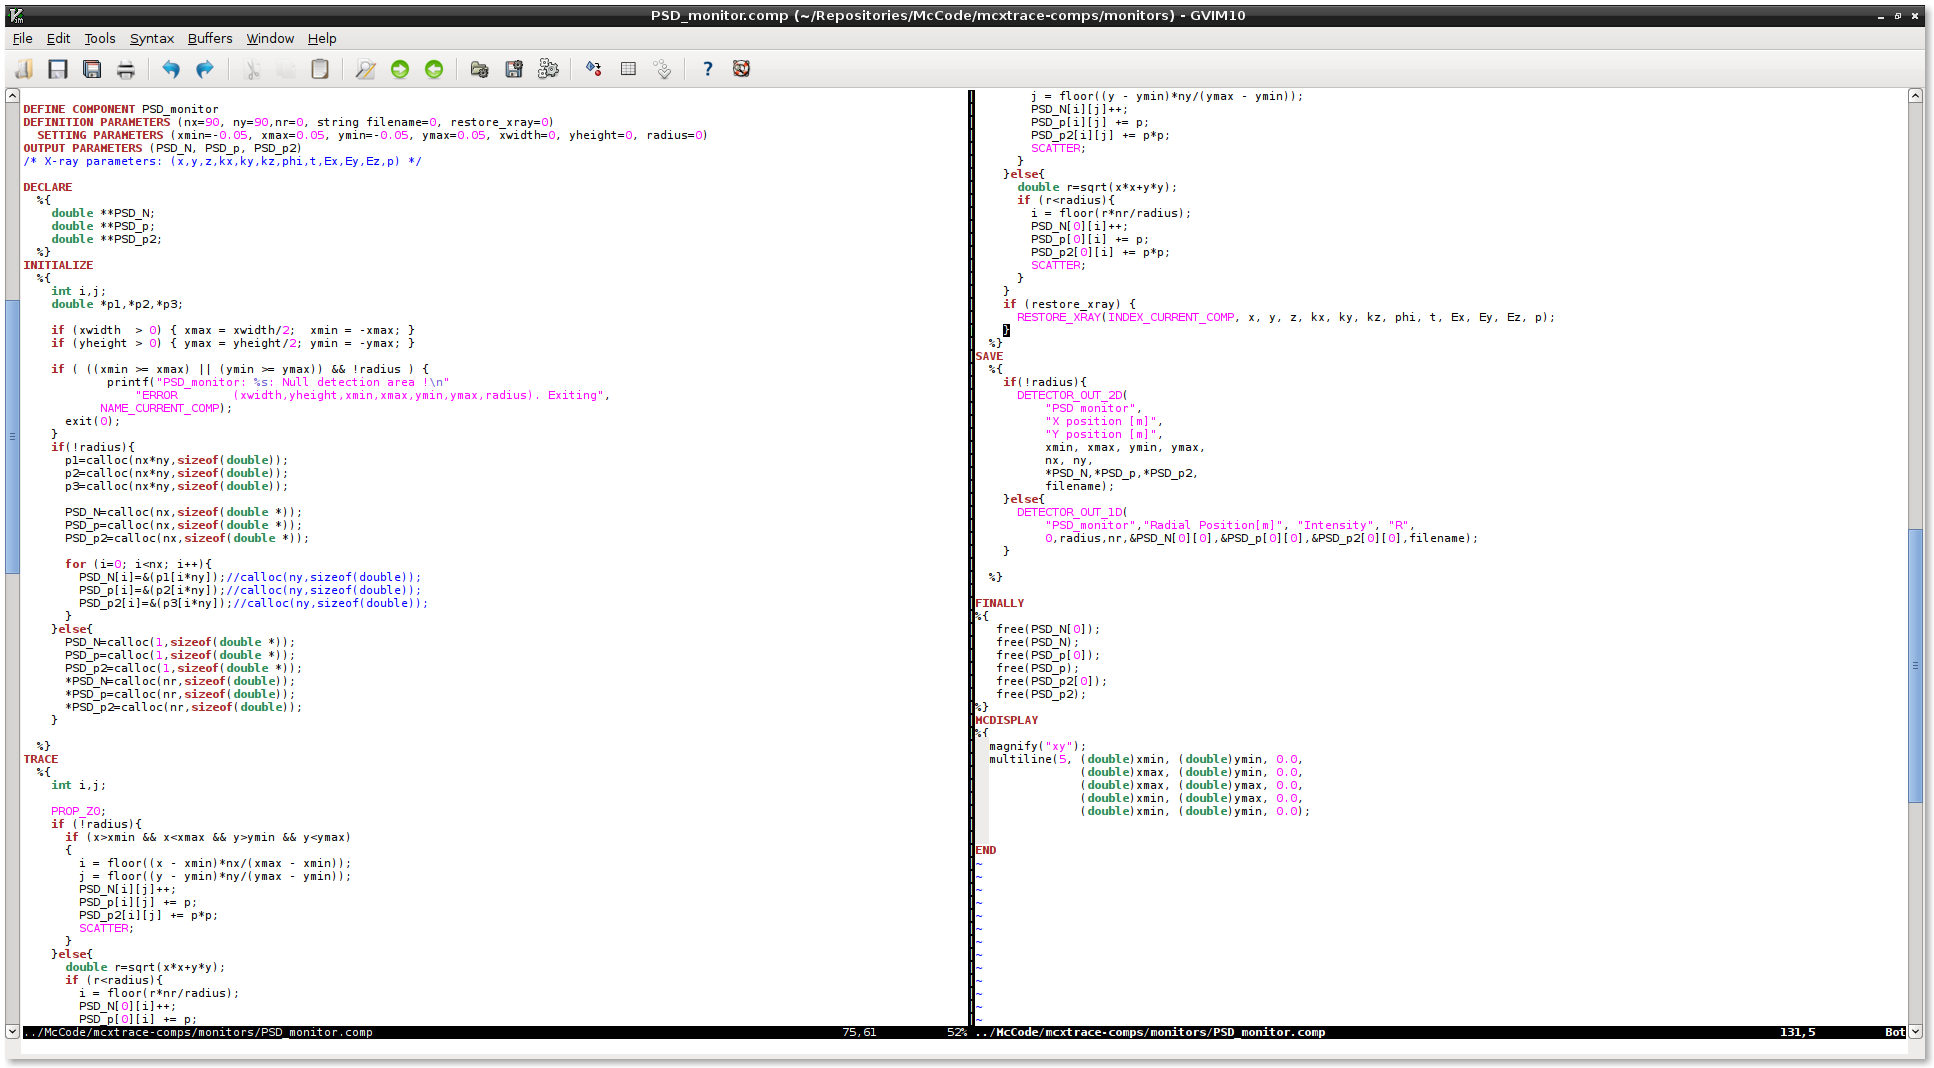 PSD_monitor.comp (~/Repositories/McCode/mcxtrace-comps/monitors) - GVIM10
File Edit Tools Syntax Buffers Window Help
DEFINE COMPONENT PSD_monitor
DEFINITION PARAMETERS (nx=90, ny=90,nr=0, string filename=0, restore_xray=0)
  SETTING PARAMETERS (xmin=-0.05, xmax=0.05, ymin=-0.05, ymax=0.05, xwidth=0, yheight=0, radius=0)
OUTPUT PARAMETERS (PSD_N, PSD_p, PSD_p2)
/* X-ray parameters: (x,y,z,kx,ky,kz,phi,t,Ex,Ey,Ez,p) */
DECLARE
  %{
    double **PSD_N;
    double **PSD_p;
    double **PSD_p2;
  %}
INITIALIZE
  %{
    int i,j;
    double *p1,*p2,*p3;
    if (xwidth  > 0) { xmax = xwidth/2;  xmin = -xmax; }
    if (yheight > 0) { ymax = yheight/2; ymin = -ymax; }
    if ( ((xmin >= xmax) || (ymin >= ymax)) && !radius ) {
            printf("PSD_monitor: %s: Null detection area !\n"
                "ERROR        (xwidth,yheight,xmin,xmax,ymin,ymax,radius). Exiting",
           NAME_CURRENT_COMP);
      exit(0);
    }
    if(!radius){
      p1=calloc(nx*ny,sizeof(double));
      p2=calloc(nx*ny,sizeof(double));
      p3=calloc(nx*ny,sizeof(double));
      PSD_N=calloc(nx,sizeof(double *));
      PSD_p=calloc(nx,sizeof(double *));
      PSD_p2=calloc(nx,sizeof(double *));
      for (i=0; i<nx; i++){
        PSD_N[i]=&(p1[i*ny]);//calloc(ny,sizeof(double));
        PSD_p[i]=&(p2[i*ny]);//calloc(ny,sizeof(double));
        PSD_p2[i]=&(p3[i*ny]);//calloc(ny,sizeof(double));
      }
    }else{
      PSD_N=calloc(1,sizeof(double *));
      PSD_p=calloc(1,sizeof(double *));
      PSD_p2=calloc(1,sizeof(double *));
      *PSD_N=calloc(nr,sizeof(double));
      *PSD_p=calloc(nr,sizeof(double));
      *PSD_p2=calloc(nr,sizeof(double));
    }
  %}
TRACE
  %{
    int i,j;
    PROP_Z0;
    if (!radius){
      if (x>xmin && x<xmax && y>ymin && y<ymax)
      {
        i = floor((x - xmin)*nx/(xmax - xmin));
        j = floor((y - ymin)*ny/(ymax - ymin));
        PSD_N[i][j]++;
        PSD_p[i][j] += p;
        PSD_p2[i][j] += p*p;
        SCATTER;
      }
    }else{
      double r=sqrt(x*x+y*y);
      if (r<radius){
        i = floor(r*nr/radius);
        PSD_N[0][i]++;
        PSD_p[0][i] += p;
../McCode/mcxtrace-comps/monitors/PSD_monitor.comp 75,61 52%
        j = floor((y - ymin)*ny/(ymax - ymin));
        PSD_N[i][j]++;
        PSD_p[i][j] += p;
        PSD_p2[i][j] += p*p;
        SCATTER;
      }
    }else{
      double r=sqrt(x*x+y*y);
      if (r<radius){
        i = floor(r*nr/radius);
        PSD_N[0][i]++;
        PSD_p[0][i] += p;
        PSD_p2[0][i] += p*p;
        SCATTER;
      }
    }
    if (restore_xray) {
      RESTORE_XRAY(INDEX_CURRENT_COMP, x, y, z, kx, ky, kz, phi, t, Ex, Ey, Ez, p);
    }
  %}
SAVE
  %{
    if(!radius){
      DETECTOR_OUT_2D(
          "PSD monitor",
          "X position [m]",
          "Y position [m]",
          xmin, xmax, ymin, ymax,
          nx, ny,
          *PSD_N,*PSD_p,*PSD_p2,
          filename);
    }else{
      DETECTOR_OUT_1D(
          "PSD_monitor","Radial Position[m]", "Intensity", "R",
          0,radius,nr,&PSD_N[0][0],&PSD_p[0][0],&PSD_p2[0][0],filename);
    }
  %}
FINALLY
%{
   free(PSD_N[0]);
   free(PSD_N);
   free(PSD_p[0]);
   free(PSD_p);
   free(PSD_p2[0]);
   free(PSD_p2);
%}
MCDISPLAY
%{
  magnify("xy");
  multiline(5, (double)xmin, (double)ymin, 0.0,
               (double)xmax, (double)ymin, 0.0,
               (double)xmax, (double)ymax, 0.0,
               (double)xmin, (double)ymax, 0.0,
               (double)xmin, (double)ymin, 0.0);
END
~
~
~
~
~
~
~
~
~
~
~
~
~
../McCode/mcxtrace-comps/monitors/PSD_monitor.comp 131,5 Bot